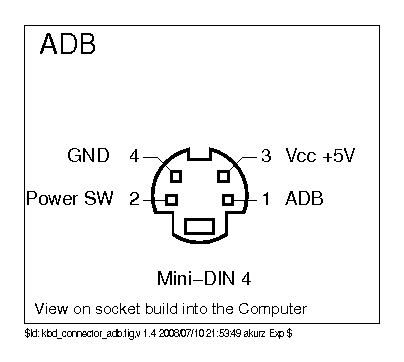 ADB
GND 4 3 Vcc +5V
Power SW 2 1 ADB
Mini-DIN 4
View on socket build into the Computer
$Id: kbd_connector_adb.fig,v 1.4 2008/07/10 21:53:49 akurz Exp $